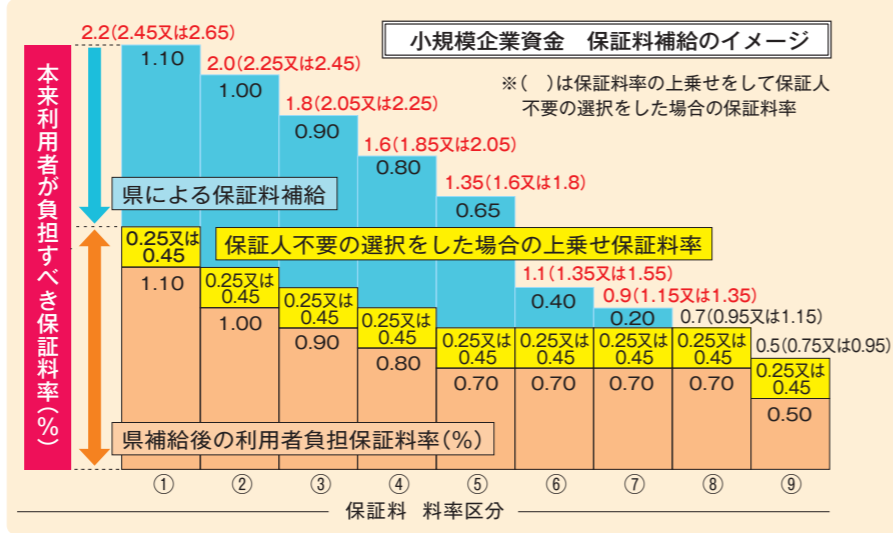 小規模企業資金　保証料補給のイメージ
※(　)は保証料率の上乗せをして保証人
不要の選択をした場合の保証料率
本来利用者が負担すべき保証料率(%)
2.2(2.45又は2.65)
2.0(2.25又は2.45)
1.8(2.05又は2.25)
1.6(1.85又は2.05)
1.35(1.6又は1.8)
1.1(1.35又は1.55)
0.9(1.15又は1.35)
0.7(0.95又は1.15)
0.5(0.75又は0.95)
1.10
1.00
0.90
0.80
0.65
0.40
0.20
県による保証料補給
保証人不要の選択をした場合の上乗せ保証料率
0.25又は
0.45
0.25又は
0.45
0.25又は
0.45
0.25又は
0.45
0.25又は
0.45
0.25又は
0.45
0.25又は
0.45
0.25又は
0.45
0.25又は
0.45
1.10
1.00
0.90
0.80
0.70
0.70
0.70
0.70
0.50
県補給後の利用者負担保証料率(%)
① ② ③ ④ ⑤ ⑥ ⑦ ⑧ ⑨
保証料　料率区分